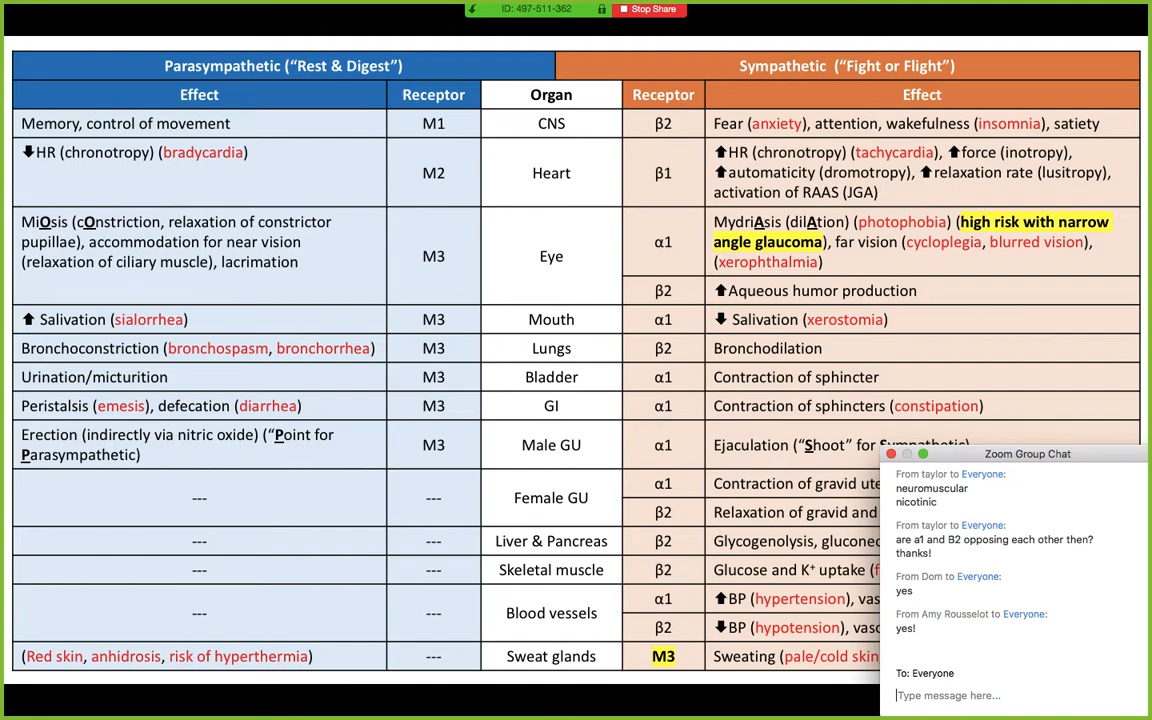 ID: 497-511-362
Stop Share
Parasympathetic (“Rest & Digest”)
Sympathetic (“Fight or Flight”)
Effect
Receptor
Organ
Receptor
Effect
Memory, control of movement
M1
CNS
β2
Fear (anxiety), attention, wakefulness (insomnia), satiety
🡇HR (chronotropy) (bradycardia)
M2
Heart
β1
🡅HR (chronotropy) (tachycardia), 🡅force (inotropy),
🡅automaticity (dromotropy), 🡅relaxation rate (lusitropy),
activation of RAAS (JGA)
MiOsis (cOnstriction, relaxation of constrictor
pupillae), accommodation for near vision
(relaxation of ciliary muscle), lacrimation
M3
Eye
α1
MydriAsis (dilAtion) (photophobia) (high risk with narrow
angle glaucoma), far vision (cycloplegia, blurred vision),
(xerophthalmia)
β2
🡅Aqueous humor production
🡅 Salivation (sialorrhea)
M3
Mouth
α1
🡇 Salivation (xerostomia)
Bronchoconstriction (bronchospasm, bronchorrhea)
M3
Lungs
β2
Bronchodilation
Urination/micturition
M3
Bladder
α1
Contraction of sphincter
Peristalsis (emesis), defecation (diarrhea)
M3
GI
α1
Contraction of sphincters (constipation)
Erection (indirectly via nitric oxide) (“Point for
Parasympathetic)
M3
Male GU
α1
Ejaculation (“Shoot” for Sympathetic)
---
---
Female GU
α1
Contraction of gravid ute
β2
Relaxation of gravid and
---
---
Liver & Pancreas
β2
Glycogenolysis, gluconeo
---
---
Skeletal muscle
β2
Glucose and K⁺ uptake (f
---
---
Blood vessels
α1
🡅BP (hypertension), vas
β2
🡇BP (hypotension), vaso
(Red skin, anhidrosis, risk of hyperthermia)
---
Sweat glands
M3
Sweating (pale/cold skin
Zoom Group Chat
From taylor to Everyone:
neuromuscular
nicotinic
From taylor to Everyone:
are a1 and B2 opposing each other then?
thanks!
From Dom to Everyone:
yes
From Amy Rousselot to Everyone:
yes!
To: Everyone
Type message here...